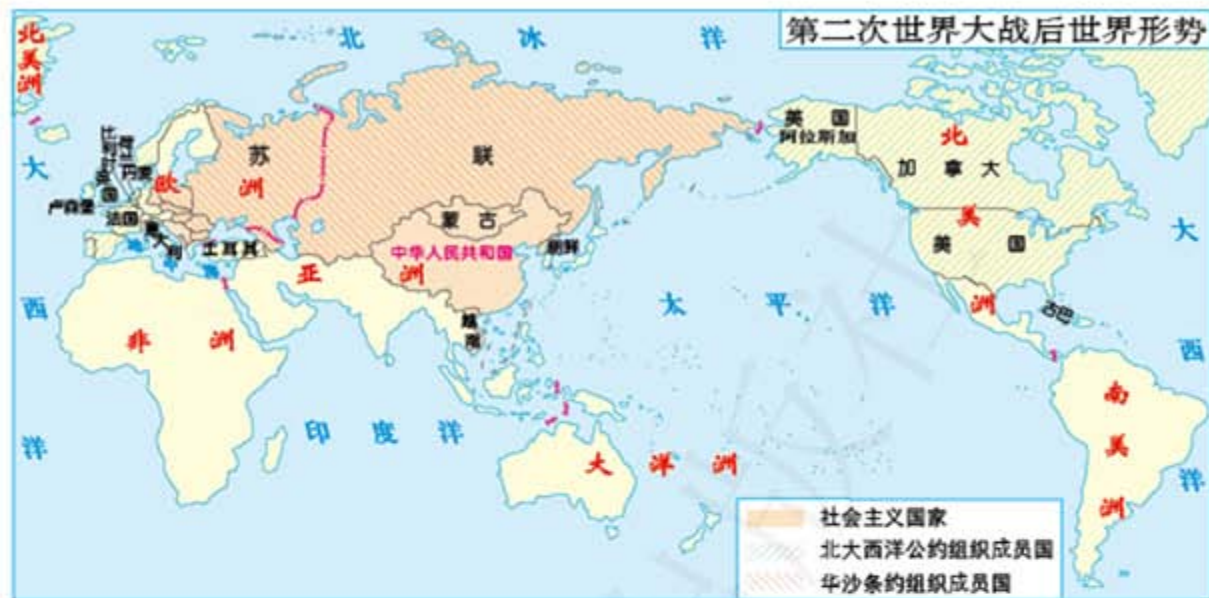 第二次世界大战后世界形势
北冰洋
北美洲
大西洋
美国
阿拉斯加
北美洲
加拿大
美国
大西洋
苏联
欧洲
比利时
荷兰
丹麦
英国
卢森堡
法国
意大利
土耳其
地中海
蒙古
中华人民共和国
朝鲜
亚洲
越南
太平洋
古巴
非洲
印度洋
大洋洲
南美洲
社会主义国家
北大西洋公约组织成员国
华沙条约组织成员国